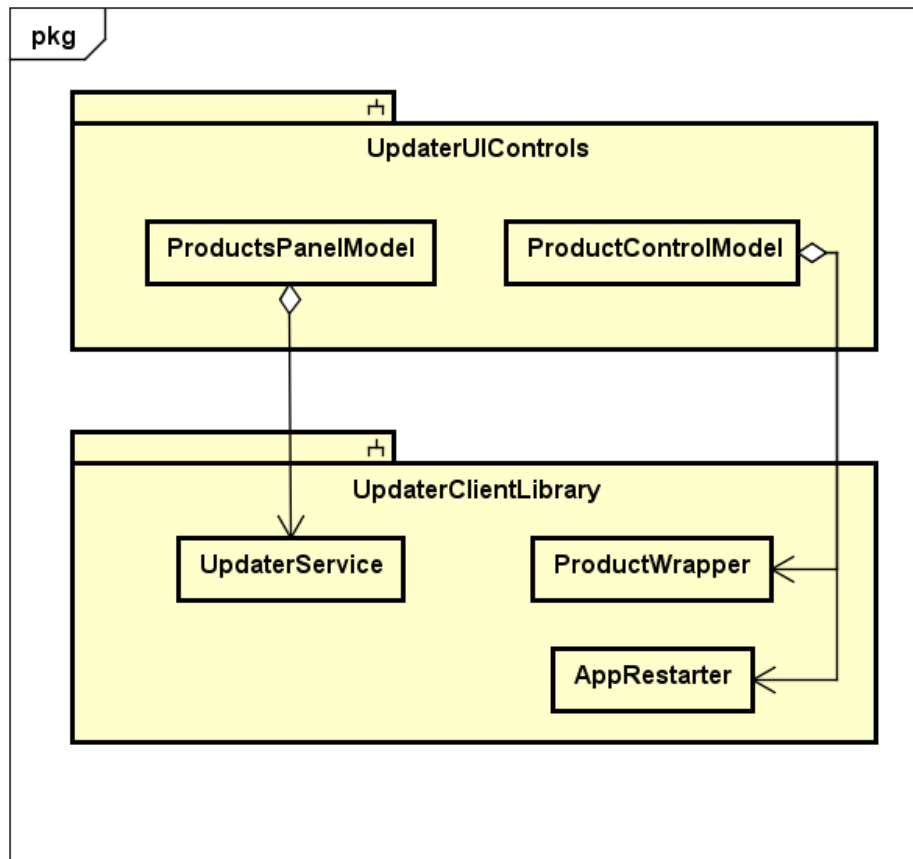 pkg
UpdaterUIControls
ProductsPanelModel
ProductControlModel
UpdaterClientLibrary
UpdaterService
ProductWrapper
AppRestarter